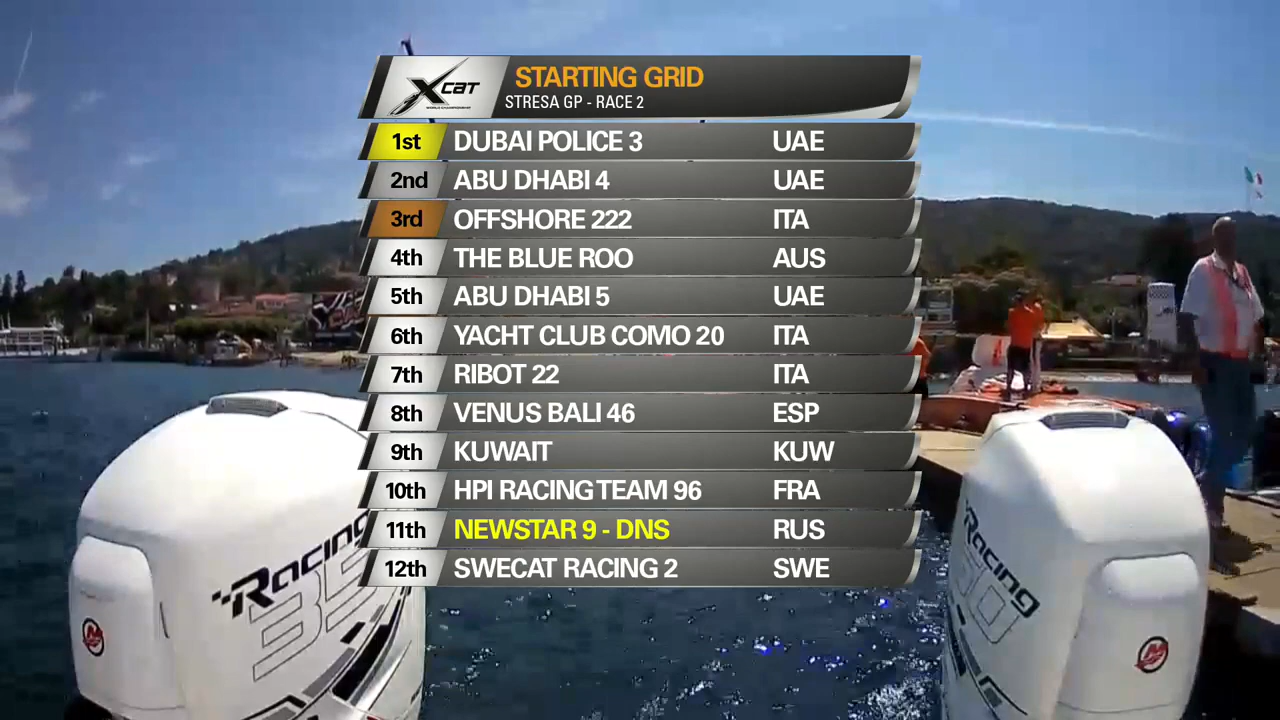 XCAT
WORLD CHAMPIONSHIP
STARTING GRID
STRESA GP - RACE 2
1st DUBAI POLICE 3 UAE
2nd ABU DHABI 4 UAE
3rd OFFSHORE 222 ITA
4th THE BLUE ROO AUS
5th ABU DHABI 5 UAE
6th YACHT CLUB COMO 20 ITA
7th RIBOT 22 ITA
8th VENUS BALI 46 ESP
9th KUWAIT KUW
10th HPI RACING TEAM 96 FRA
11th NEWSTAR 9 - DNS RUS
12th SWECAT RACING 2 SWE
Racing
Racing